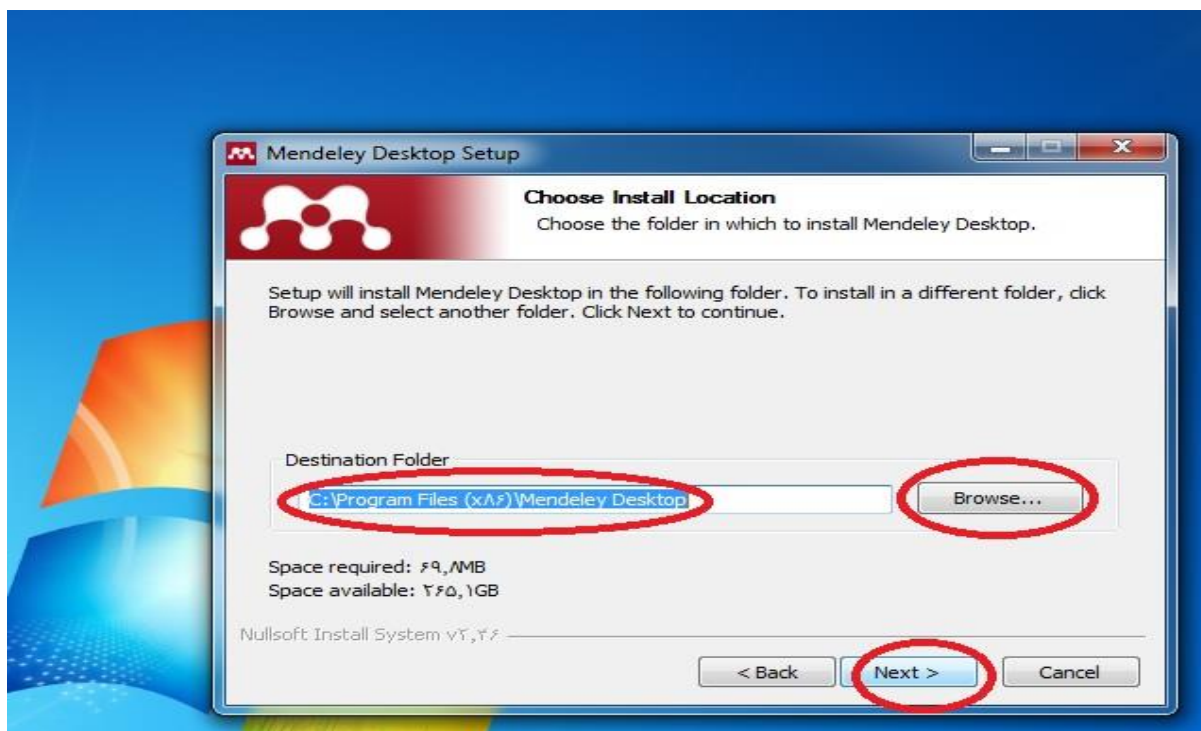 Mendeley Desktop Setup
Choose Install Location
Choose the folder in which to install Mendeley Desktop.
Setup will install Mendeley Desktop in the following folder. To install in a different folder, click
Browse and select another folder. Click Next to continue.
Destination Folder
C:\Program Files (x۸۶)\Mendeley Desktop
Browse...
Space required: ۶۹,۸MB
Space available: ۲۶۵,۱GB
Nullsoft Install System v۲,۴۶
< Back
Next >
Cancel